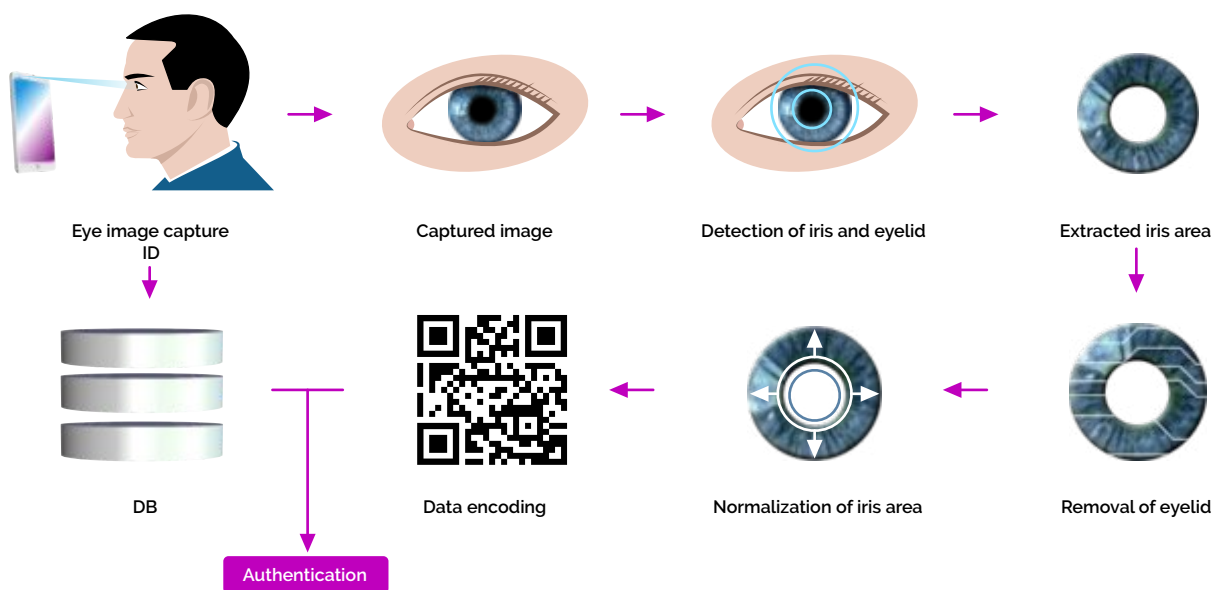 Eye image capture
ID
Captured image
Detection of iris and eyelid
Extracted iris area
DB
Data encoding
Normalization of iris area
Removal of eyelid
Authentication